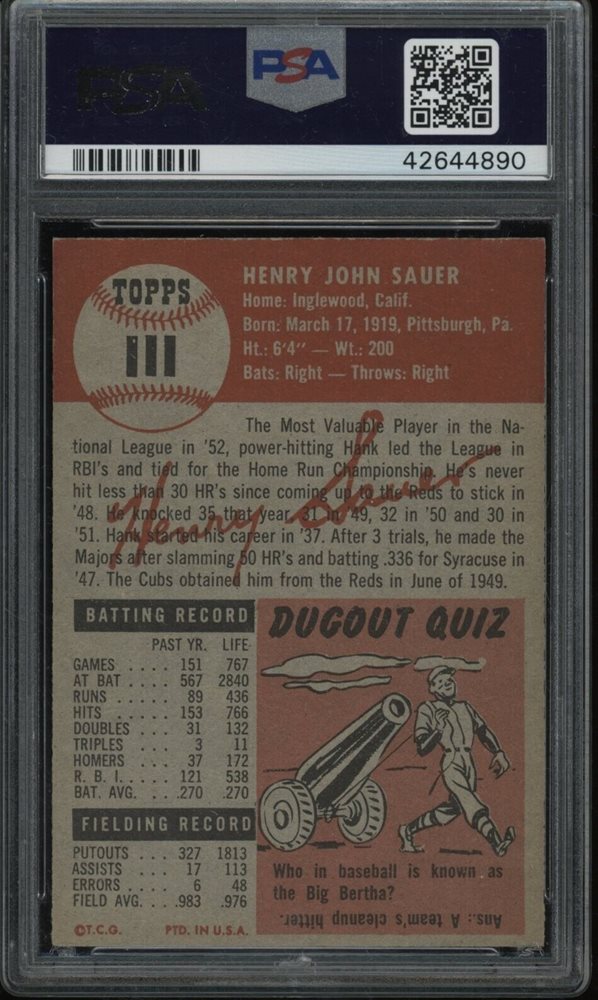 PSA
PSA
42644890
TOPPS
111
HENRY JOHN SAUER
Home: Inglewood, Calif.
Born: March 17, 1919, Pittsburgh, Pa.
Ht.: 6'4" — Wt.: 200
Bats: Right — Throws: Right
The Most Valuable Player in the Na-
tional League in '52, power-hitting Hank led the League in
RBI's and tied for the Home Run Championship. He's never
hit less than 30 HR's since coming up to the Reds to stick in
'48. He knocked 35 that year, 31 in '49, 32 in '50 and 30 in
'51. Hank started his career in '37. After 3 trials, he made the
Majors after slamming 50 HR's and batting .336 for Syracuse in
'47. The Cubs obtained him from the Reds in June of 1949.
Henry Sauer
BATTING RECORD
PAST YR. LIFE
GAMES .... 151 767
AT BAT .... 567 2840
RUNS .... 89 436
HITS .... 153 766
DOUBLES ... 31 132
TRIPLES ... 3 11
HOMERS ... 37 172
R. B. I. .... 121 538
BAT. AVG. ... .270 .270
FIELDING RECORD
PUTOUTS ... 327 1813
ASSISTS ... 17 113
ERRORS .... 6 48
FIELD AVG. ... .983 .976
©T.C.G. PTD. IN U.S.A.
DUGOUT QUIZ
Who in baseball is known as
the Big Bertha?
Ans.: A team's cleanup hitter.